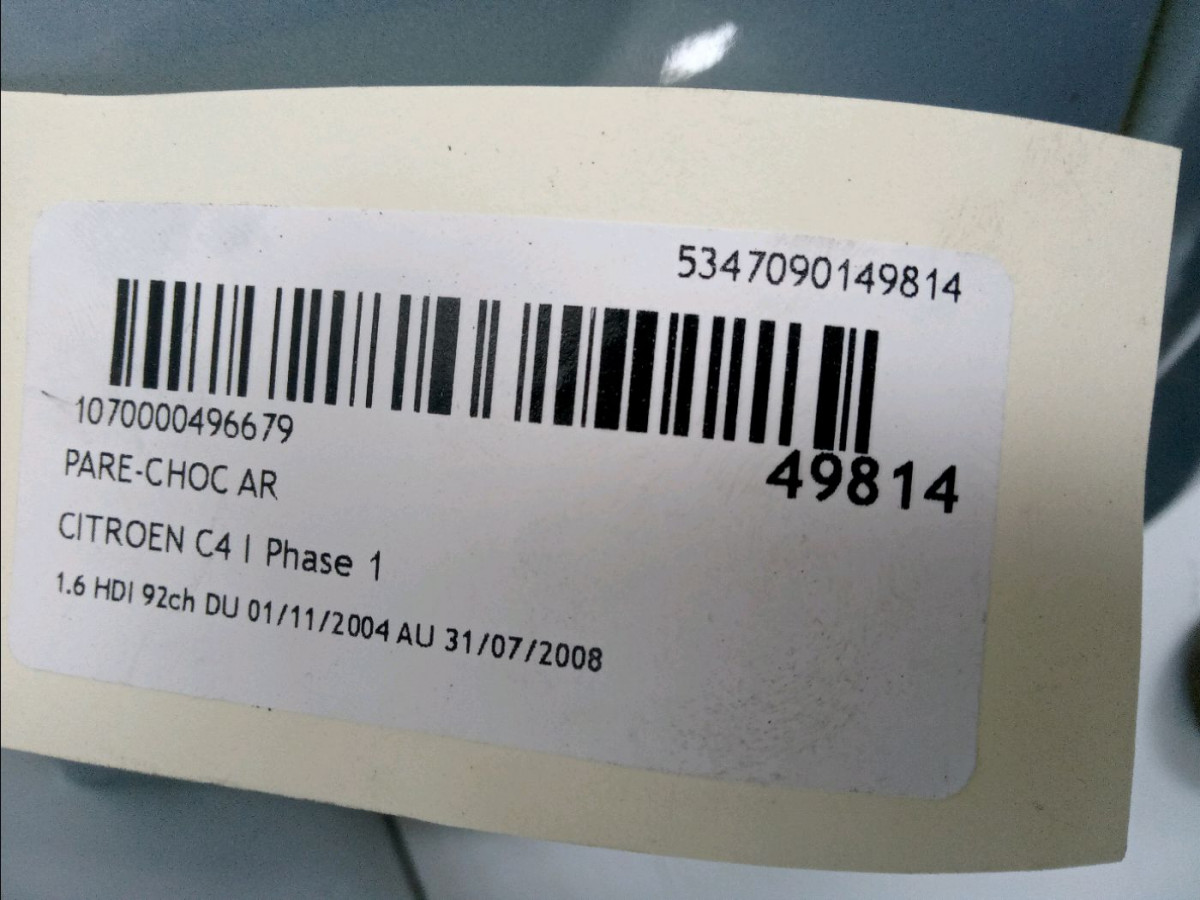 5347090149814
1070000496679
49814
PARE-CHOC AR
CITROEN C4 I Phase 1
1.6 HDI 92ch DU 01/11/2004 AU 31/07/2008